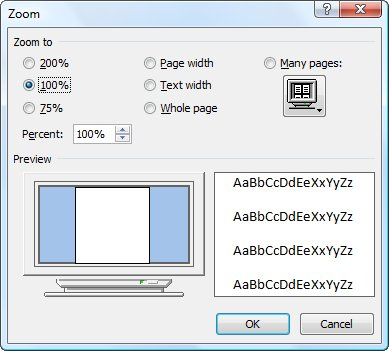 Zoom
Zoom to
200% Page width Many pages:
100% Text width
75% Whole page
Percent: 100%
Preview
AaBbCcDdEeXxYyZz
AaBbCcDdEeXxYyZz
AaBbCcDdEeXxYyZz
AaBbCcDdEeXxYyZz
OK Cancel